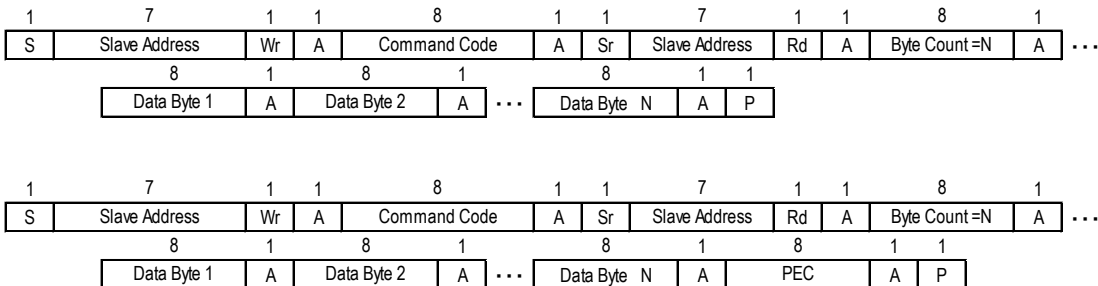 1 7 1 1 8 1 1 7 1 1 8 1
S Slave Address Wr A Command Code A Sr Slave Address Rd A Byte Count =N A ...
8 1 8 1 8 1 1
Data Byte 1 A Data Byte 2 A ... Data Byte N A P
1 7 1 1 8 1 1 7 1 1 8 1
S Slave Address Wr A Command Code A Sr Slave Address Rd A Byte Count =N A ...
8 1 8 1 8 1 8 1 1
Data Byte 1 A Data Byte 2 A ... Data Byte N A PEC A P